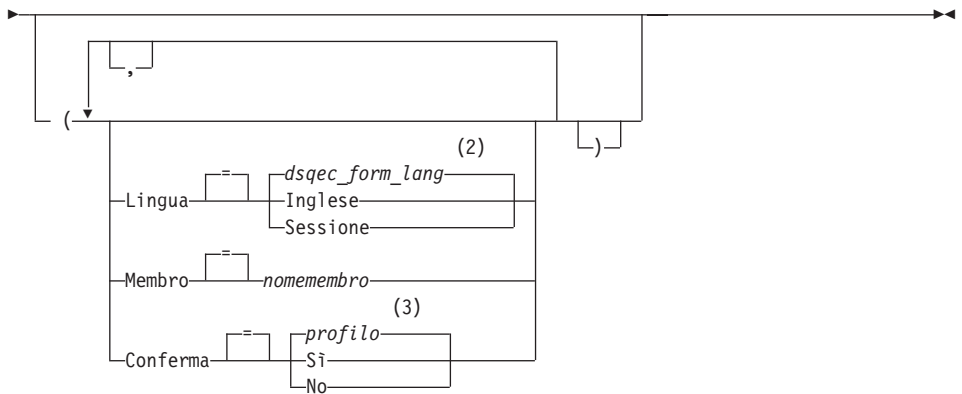 ,
(
)
(2)
= dsqec_form_lang
Lingua Inglese
Sessione
=
Membro nomemembro
(3)
= profilo
Conferma Sì
No